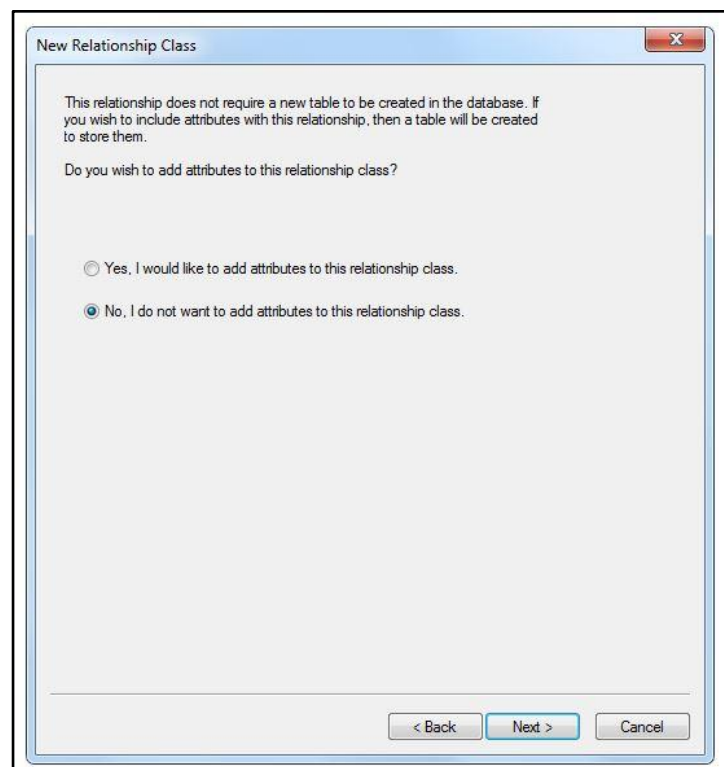 New Relationship Class
This relationship does not require a new table to be created in the database. If
you wish to include attributes with this relationship, then a table will be created
to store them.
Do you wish to add attributes to this relationship class?
Yes, I would like to add attributes to this relationship class.
No, I do not want to add attributes to this relationship class.
< Back Next > Cancel